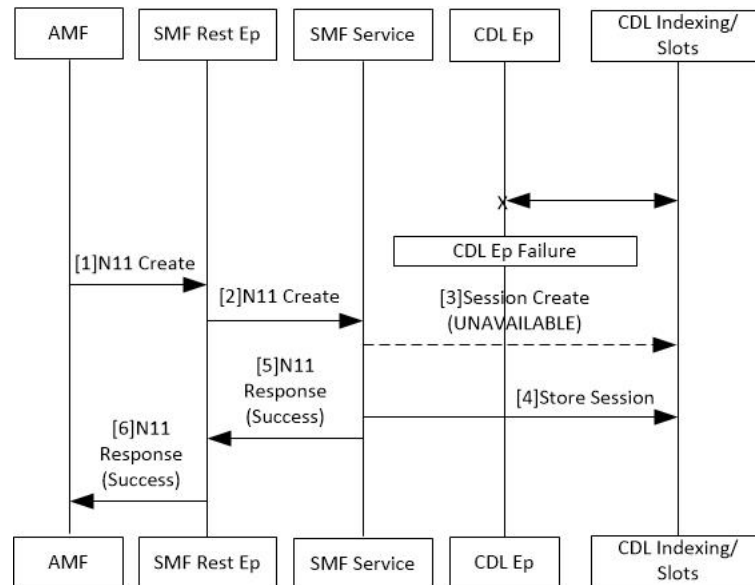 AMF
SMF Rest Ep
SMF Service
CDL Ep
CDL Indexing/
Slots
X
CDL Ep Failure
[1]N11 Create
[2]N11 Create
[3]Session Create
(UNAVAILABLE)
[5]N11
Response
(Success)
[4]Store Session
[6]N11
Response
(Success)
AMF
SMF Rest Ep
SMF Service
CDL Ep
CDL Indexing/
Slots